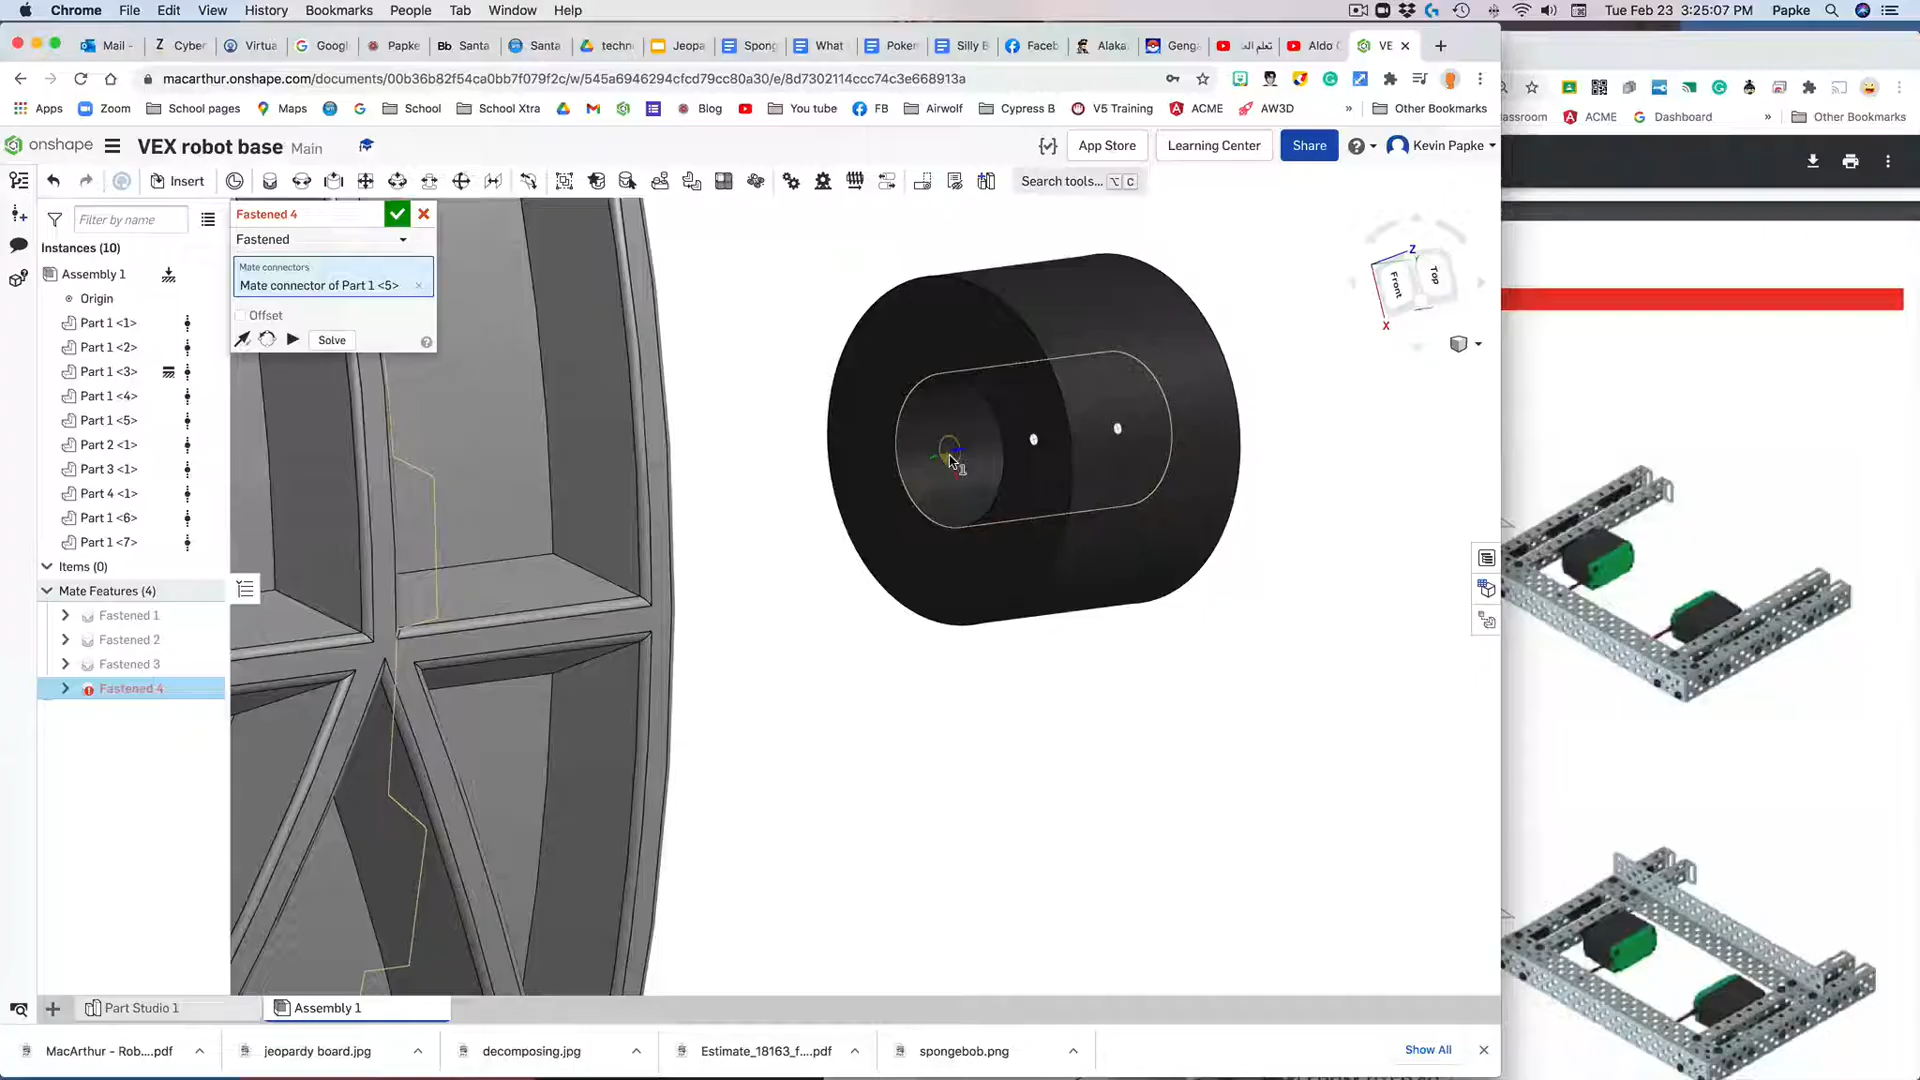 Chrome File Edit View History Bookmarks People Tab Window Help Tue Feb 23 3:25:07 PM Papke
Mail - Cyber Virtua Googl Papke Bb Santa Santa techn Jeopa Spong What Poken Silly B Faceb Alaka Genga تعلم الد Aldo C VE
macarthur.onshape.com/documents/00b36b82f54ca0bb7f079f2c/w/545a6946294cfcd79cc80a30/e/8d7302114ccc74c3e668913a
Apps Zoom School pages Maps School School Xtra Blog You tube FB Airwolf Cypress B V5 Training ACME AW3D » Other Bookmarks
assroom ACME Dashboard » Other Bookmarks
onshape VEX robot base Main App Store Learning Center Share Kevin Papke
Insert Search tools... ⌥ C
Filter by name
Instances (10)
Assembly 1
Origin
Part 1 <1>
Part 1 <2>
Part 1 <3>
Part 1 <4>
Part 1 <5>
Part 2 <1>
Part 3 <1>
Part 4 <1>
Part 1 <6>
Part 1 <7>
Items (0)
Mate Features (4)
Fastened 1
Fastened 2
Fastened 3
Fastened 4
Fastened 4
Fastened
Mate connectors
Mate connector of Part 1 <5>
Offset
Solve
Z
Front
Top
X
1
Part Studio 1
Assembly 1
MacArthur - Rob....pdf
jeopardy board.jpg
decomposing.jpg
Estimate_18163_f....pdf
spongebob.png
Show All